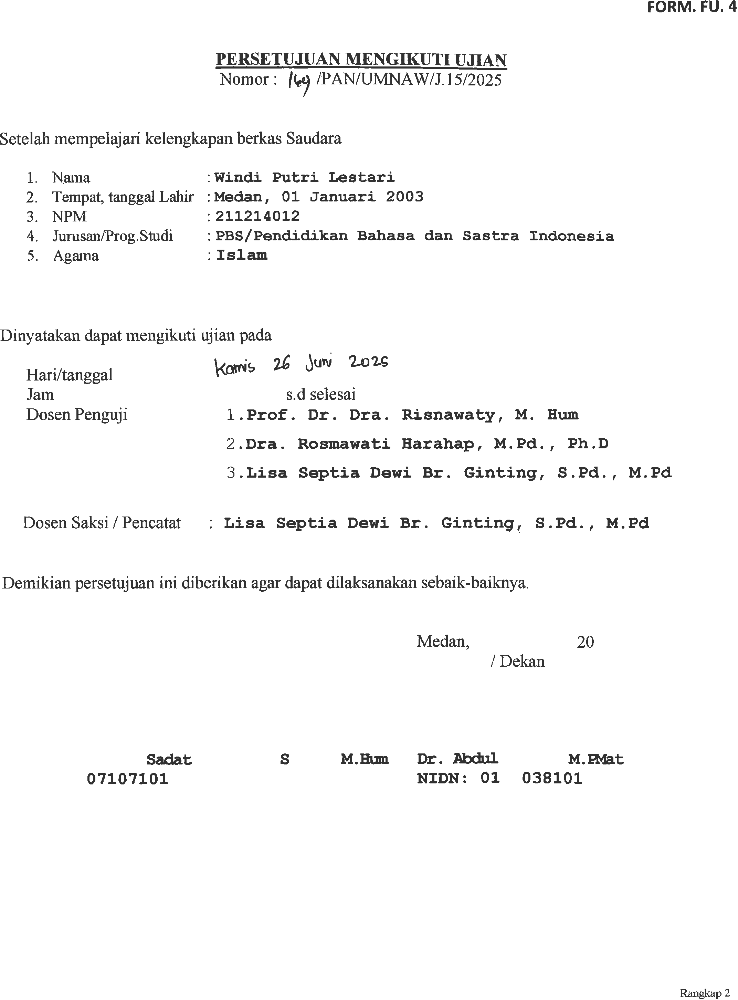 FORM. FU. 4
PERSETUJUAN MENGIKUTI UJIAN
Nomor : 169 /PAN/UMNAW/J.15/2025
Setelah mempelajari kelengkapan berkas Saudara
1. Nama : Windi Putri Lestari
2. Tempat, tanggal Lahir : Medan, 01 Januari 2003
3. NPM : 211214012
4. Jurusan/Prog.Studi : PBS/Pendidikan Bahasa dan Sastra Indonesia
5. Agama : Islam
Dinyatakan dapat mengikuti ujian pada
Hari/tanggal Kamis 26 Juni 2025
Jam s.d selesai
Dosen Penguji 1.Prof. Dr. Dra. Risnawaty, M. Hum
2.Dra. Rosmawati Harahap, M.Pd., Ph.D
3.Lisa Septia Dewi Br. Ginting, S.Pd., M.Pd
Dosen Saksi / Pencatat : Lisa Septia Dewi Br. Ginting, S.Pd., M.Pd
Demikian persetujuan ini diberikan agar dapat dilaksanakan sebaik-baiknya.
Medan, 20
/ Dekan
Sadat S M.Hum Dr. Abdul M.PMat
07107101 NIDN: 01 038101
Rangkap 2